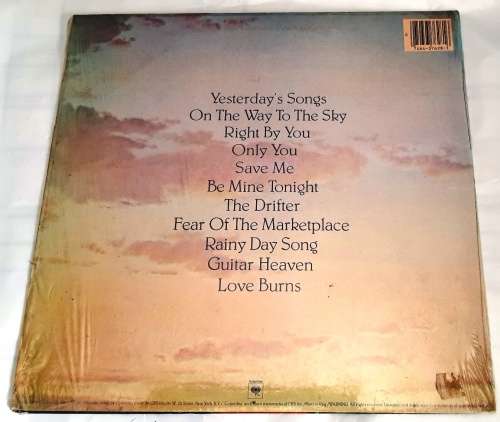 Yesterday's Songs
On The Way To The Sky
Right By You
Only You
Save Me
Be Mine Tonight
The Drifter
Fear Of The Marketplace
Rainy Day Song
Guitar Heaven
Love Burns